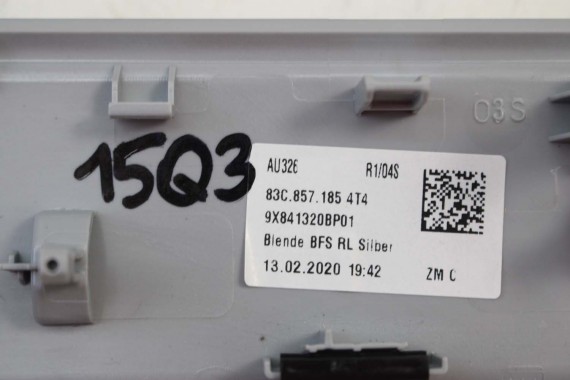 O3S
15Q3
AU326 R1/04S
83C.857.185 4T4
9X841320BP01
Blende BFS RL Silber
13.02.2020 19:42 ZM C